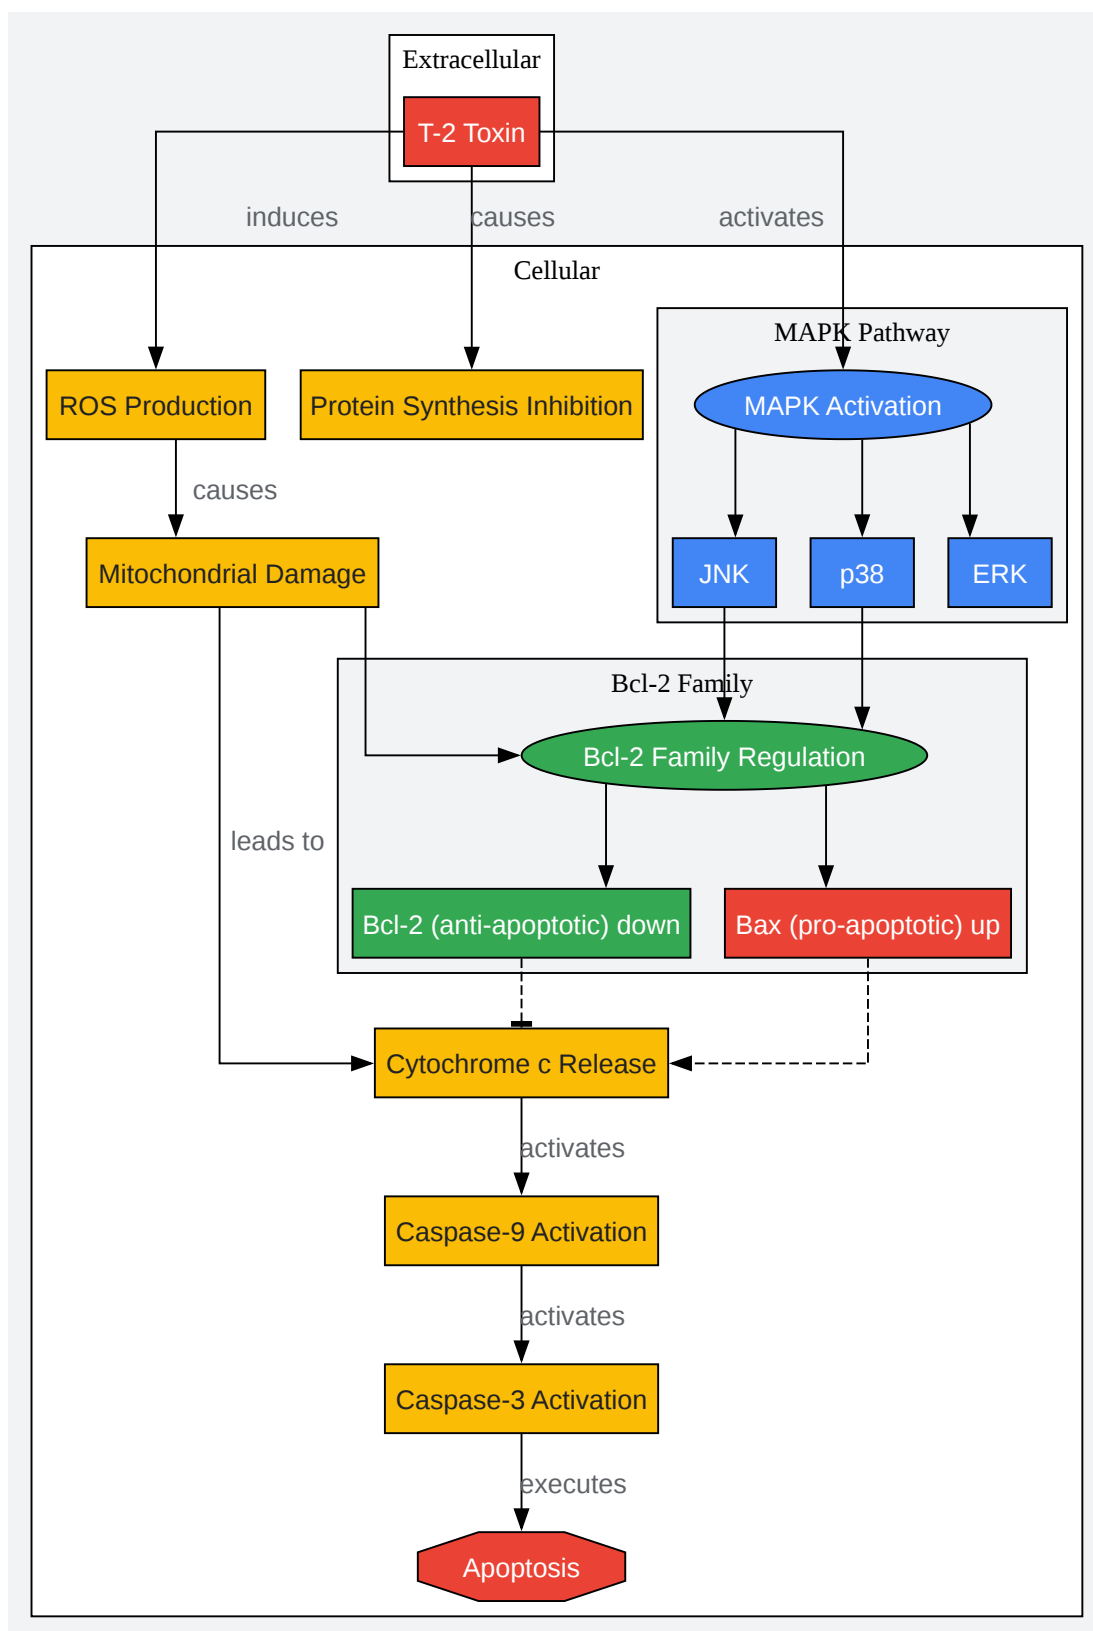 Extracellular
T-2 Toxin
induces
causes
activates
Cellular
MAPK Pathway
ROS Production
Protein Synthesis Inhibition
MAPK Activation
causes
Mitochondrial Damage
JNK
p38
ERK
Bcl-2 Family
Bcl-2 Family Regulation
leads to
Bcl-2 (anti-apoptotic) down
Bax (pro-apoptotic) up
Cytochrome c Release
activates
Caspase-9 Activation
activates
Caspase-3 Activation
executes
Apoptosis